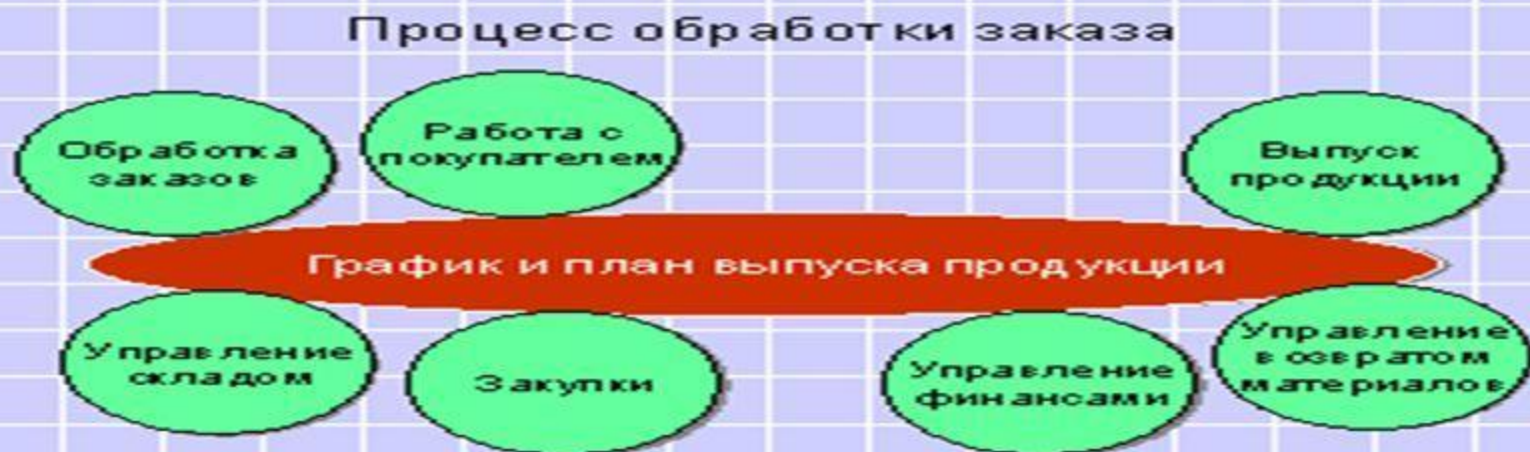 Процесс обработки заказа
Обработка
заказов
Работа с
покупателем
Выпуск
продукции
График и план выпуска продукции
Управление
складом
Закупки
Управление
финансами
Управление
возвратом
материалов